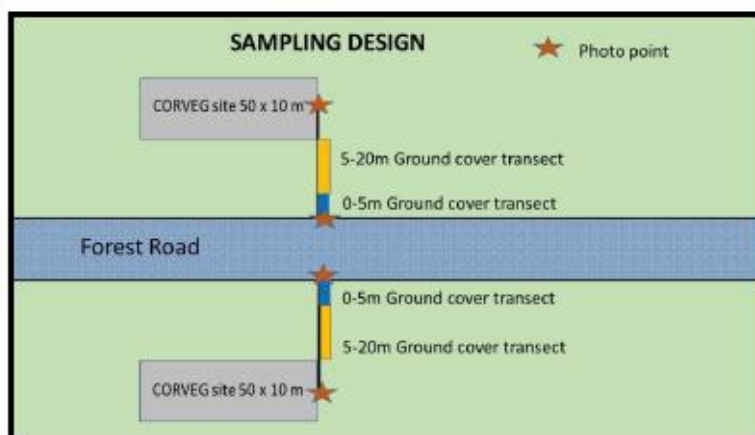 SAMPLING DESIGN
Photo point
CORVEG site 50 x 10 m
5-20m Ground cover transect
0-5m Ground cover transect
Forest Road
0-5m Ground cover transect
5-20m Ground cover transect
CORVEG site 50 x 10 m